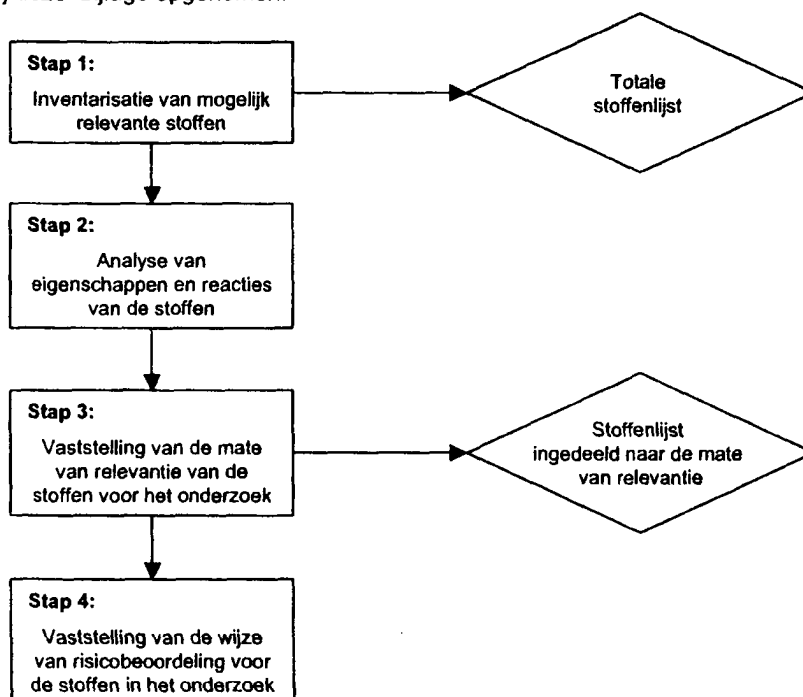 opgenomen.
Stap 1:
Inventarisatie van mogelijk
relevante stoffen
Totale
stoffenlijst
Stap 2:
Analyse van
eigenschappen en reacties
van de stoffen
Stap 3:
Vaststelling van de mate
van relevantie van de
stoffen voor het onderzoek
Stoffenlijst
ingedeeld naar de mate
van relevantie
Stap 4:
Vaststelling van de wijze
van risicobeoordeling voor
de stoffen in het onderzoek